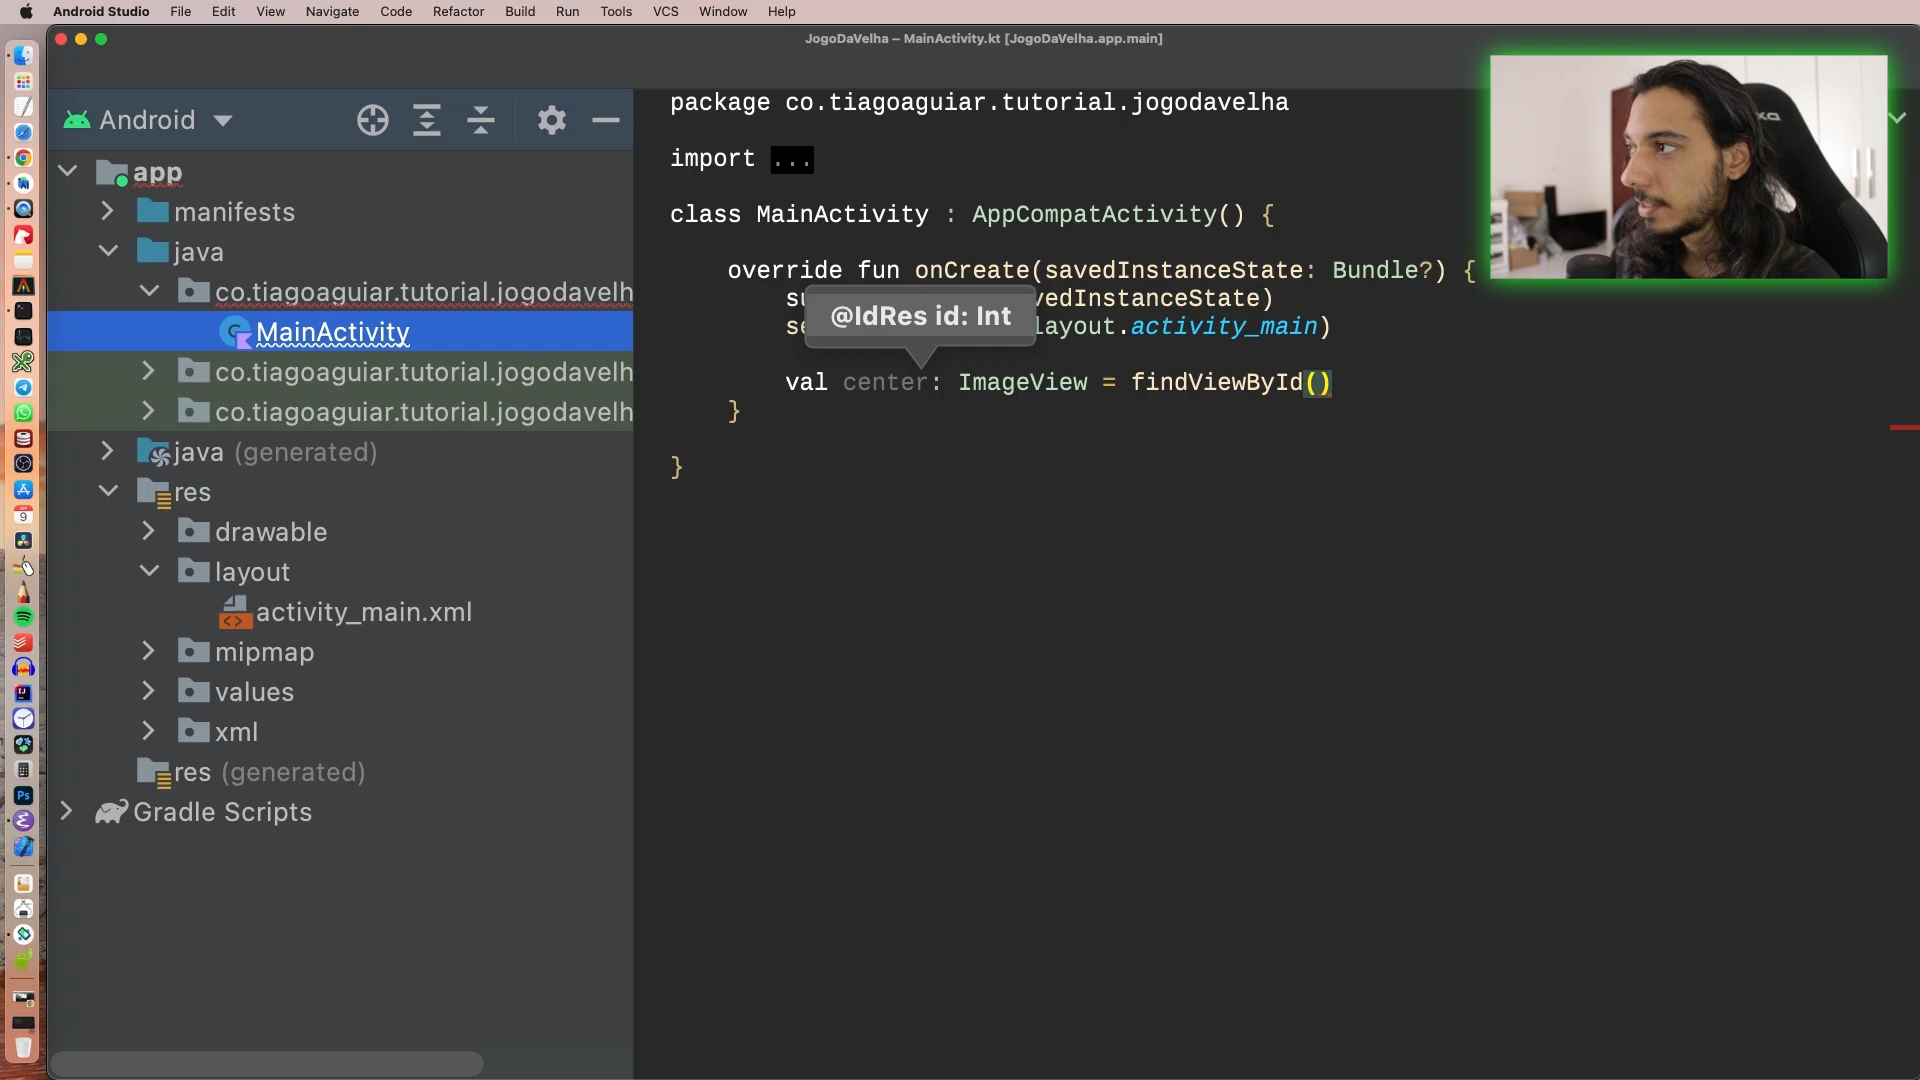 Android Studio File Edit View Navigate Code Refactor Build Run Tools VCS Window Help
JogoDaVelha – MainActivity.kt [JogoDaVelha.app.main]
Android
app
manifests
java
co.tiagoaguiar.tutorial.jogodavelh
MainActivity
co.tiagoaguiar.tutorial.jogodavelh
co.tiagoaguiar.tutorial.jogodavelh
java (generated)
res
drawable
layout
activity_main.xml
mipmap
values
xml
res (generated)
Gradle Scripts
package co.tiagoaguiar.tutorial.jogodavelha
import ...
class MainActivity : AppCompatActivity() {
override fun onCreate(savedInstanceState: Bundle?) {
su vedInstanceState)
@IdRes id: Int
se layout.activity_main)
val center: ImageView = findViewById()
}
}